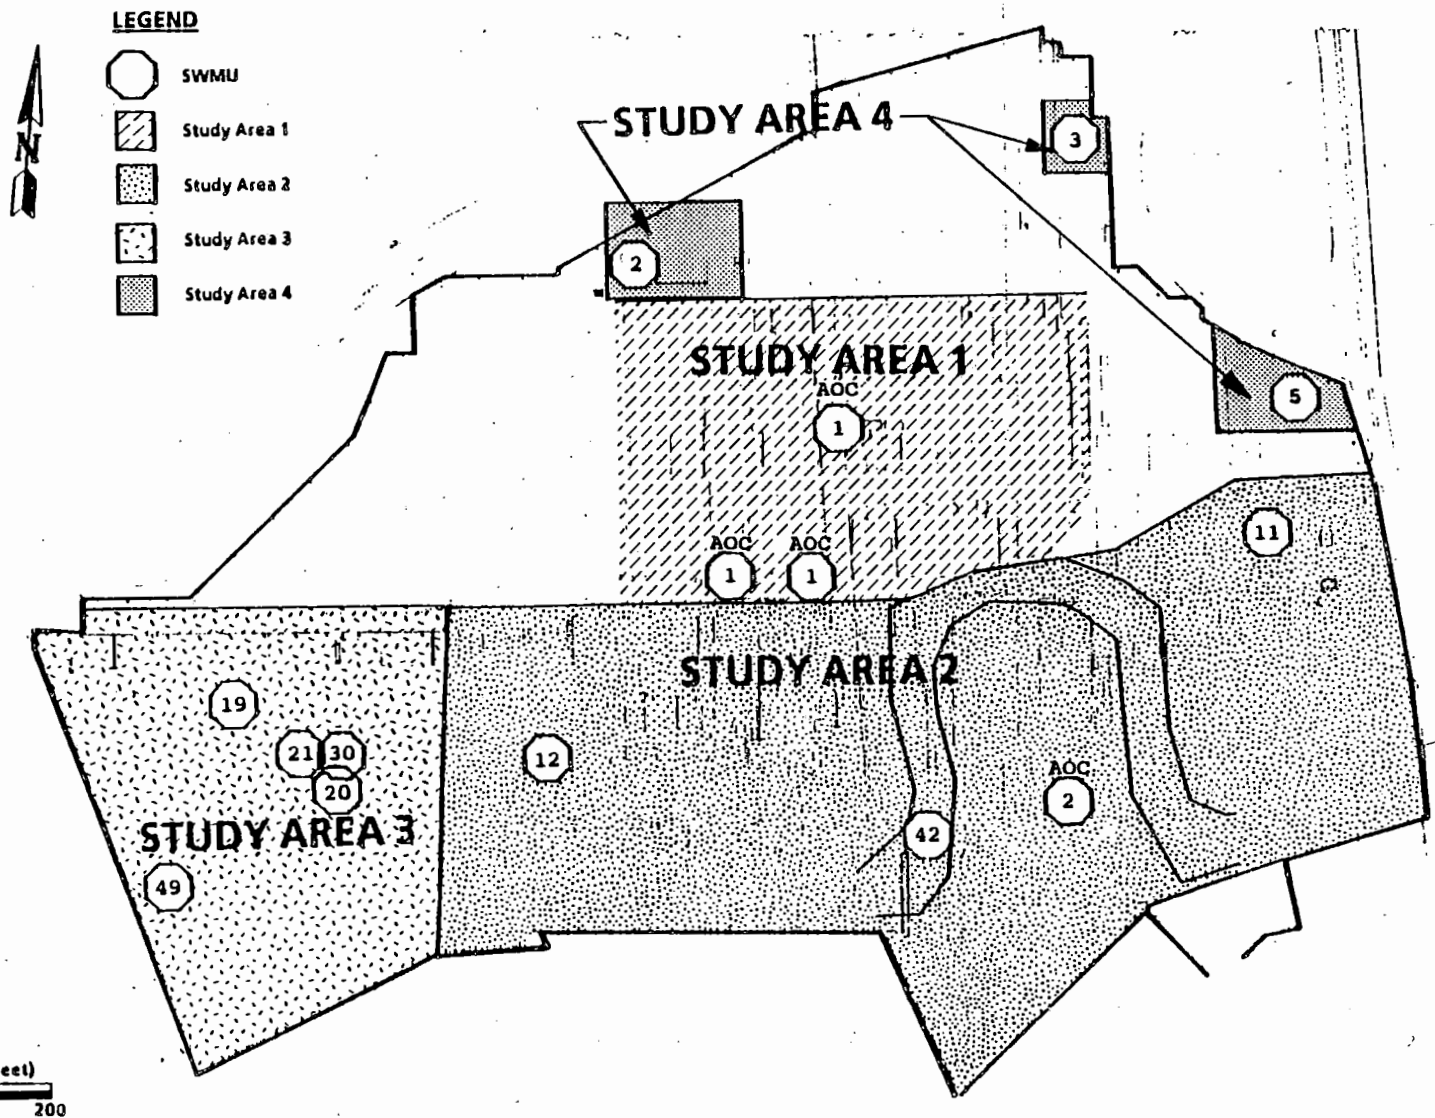 LEGEND
SWMU
Study Area 1
Study Area 2
Study Area 3
Study Area 4
N
STUDY AREA 4
3
2
STUDY AREA 1
AOC
1
5
11
AOC
AOC
1
1
STUDY AREA 2
19
21
30
20
12
AOC
2
STUDY AREA 3
42
49
eet)
200